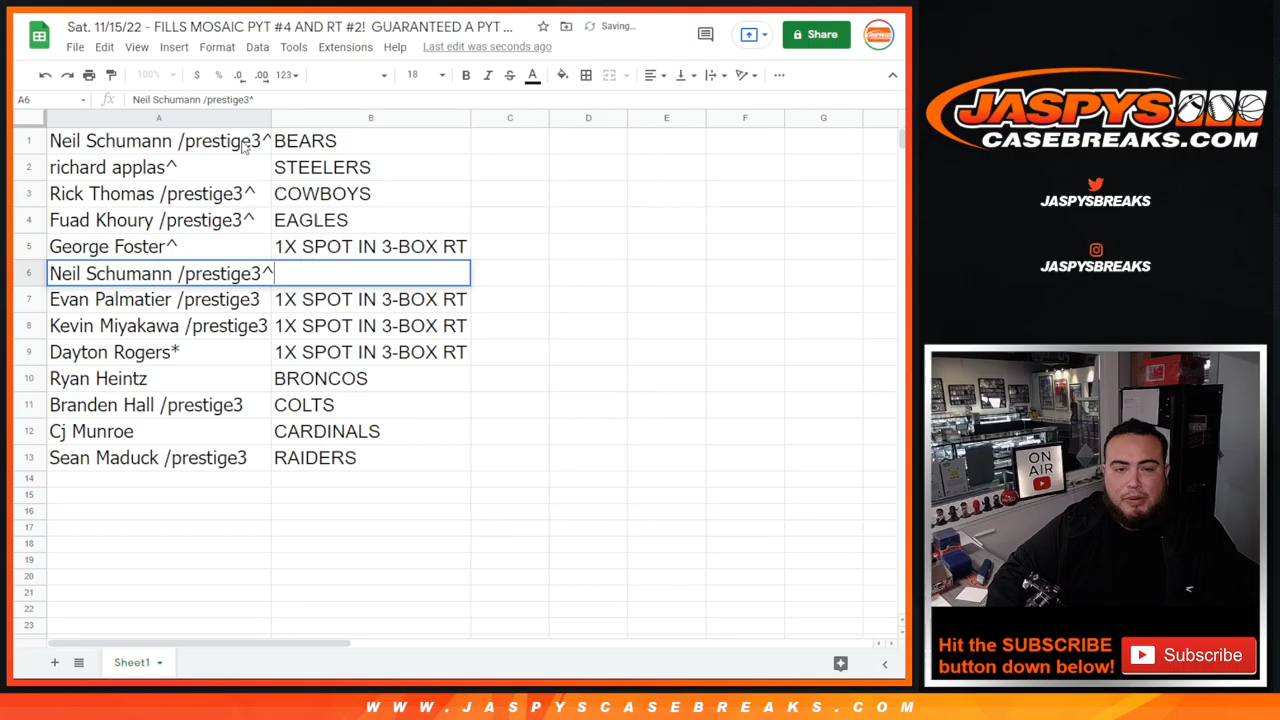 Sat. 11/15/22 - FILLS MOSAIC PYT #4 AND RT #2! GUARANTEED A PYT ...
Saving...
File Edit View Insert Format Data Tools Extensions Help Last edit was seconds ago
Share
100% $ % .0 .00 123 18 B I S A
A6 fx Neil Schumann /prestige3^
A B C D E F G
1 Neil Schumann /prestige3^ BEARS
2 richard applas^ STEELERS
3 Rick Thomas /prestige3^ COWBOYS
4 Fuad Khoury /prestige3^ EAGLES
5 George Foster^ 1X SPOT IN 3-BOX RT
6 Neil Schumann /prestige3^
7 Evan Palmatier /prestige3 1X SPOT IN 3-BOX RT
8 Kevin Miyakawa /prestige3 1X SPOT IN 3-BOX RT
9 Dayton Rogers* 1X SPOT IN 3-BOX RT
10 Ryan Heintz BRONCOS
11 Branden Hall /prestige3 COLTS
12 Cj Munroe CARDINALS
13 Sean Maduck /prestige3 RAIDERS
14
15
16
17
18
19
20
21
22
23
Sheet1
JASPYS
CASEBREAKS.COM
JASPYSBREAKS
JASPYSBREAKS
ON
AIR
Hit the SUBSCRIBE
button down below!
Subscribe
WWW.JASPYSCASEBREAKS.COM